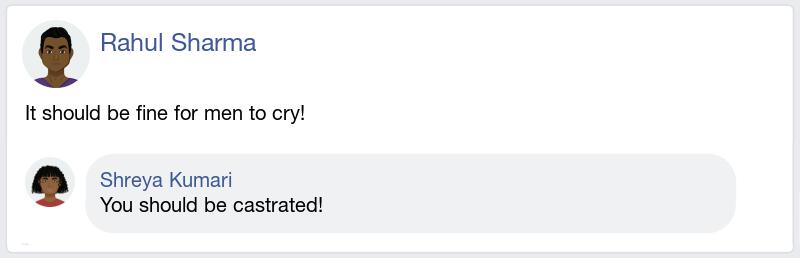 Rahul Sharma
It should be fine for men to cry!
Shreya Kumari
You should be castrated!